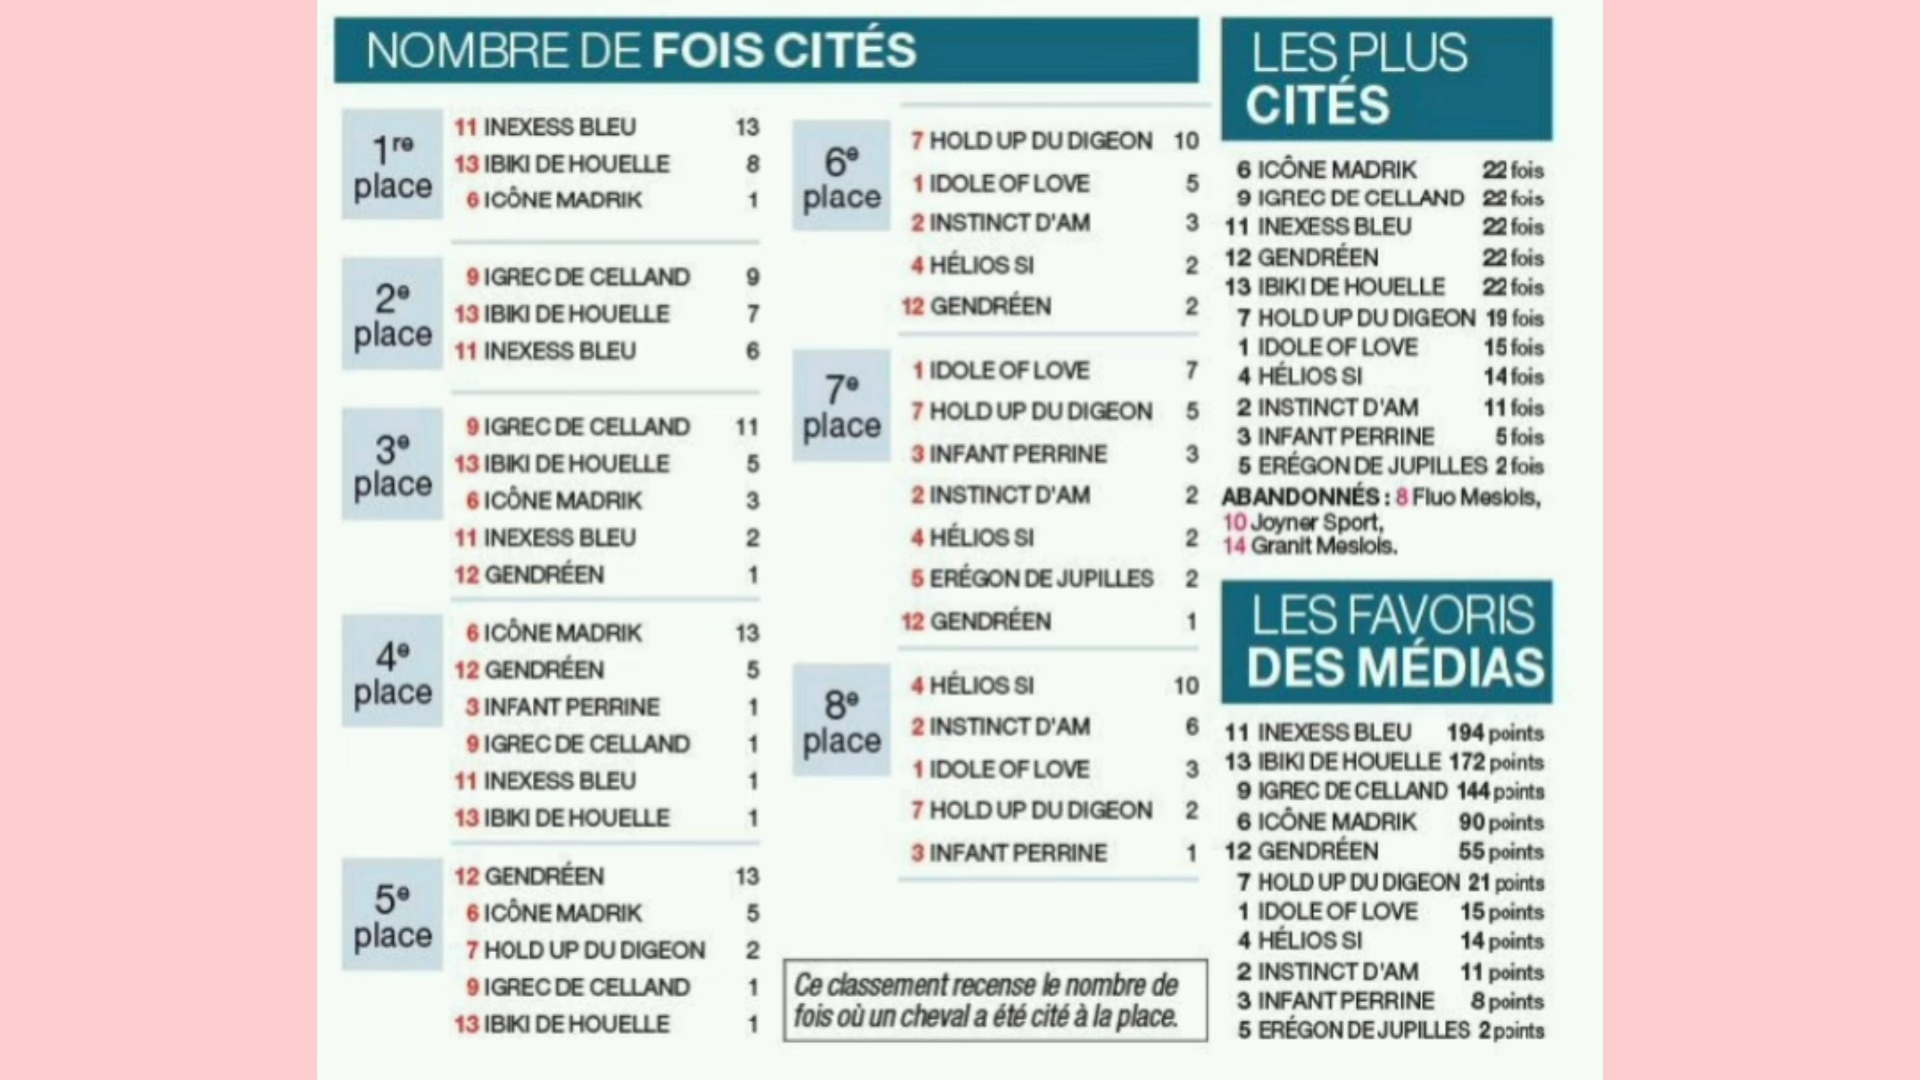 NOMBRE DE FOIS CITÉS
1re place
11 INEXESS BLEU 13
13 IBIKI DE HOUELLE 8
6 ICÔNE MADRIK 1
2e place
9 IGREC DE CELLAND 9
13 IBIKI DE HOUELLE 7
11 INEXESS BLEU 6
3e place
9 IGREC DE CELLAND 11
13 IBIKI DE HOUELLE 5
6 ICÔNE MADRIK 3
11 INEXESS BLEU 2
12 GENDRÉEN 1
4e place
6 ICÔNE MADRIK 13
12 GENDRÉEN 5
3 INFANT PERRINE 1
9 IGREC DE CELLAND 1
11 INEXESS BLEU 1
13 IBIKI DE HOUELLE 1
5e place
12 GENDRÉEN 13
6 ICÔNE MADRIK 5
7 HOLD UP DU DIGEON 2
9 IGREC DE CELLAND 1
13 IBIKI DE HOUELLE 1
6e place
7 HOLD UP DU DIGEON 10
1 IDOLE OF LOVE 5
2 INSTINCT D'AM 3
4 HÉLIOS SI 2
12 GENDRÉEN 2
7e place
1 IDOLE OF LOVE 7
7 HOLD UP DU DIGEON 5
3 INFANT PERRINE 3
2 INSTINCT D'AM 2
4 HÉLIOS SI 2
5 ERÉGON DE JUPILLES 2
12 GENDRÉEN 1
8e place
4 HÉLIOS SI 10
2 INSTINCT D'AM 6
1 IDOLE OF LOVE 3
7 HOLD UP DU DIGEON 2
3 INFANT PERRINE 1
Ce classement recense le nombre de
fois où un cheval a été cité à la place.
LES PLUS
CITÉS
6 ICÔNE MADRIK 22 fois
9 IGREC DE CELLAND 22 fois
11 INEXESS BLEU 22 fois
12 GENDRÉEN 22 fois
13 IBIKI DE HOUELLE 22 fois
7 HOLD UP DU DIGEON 19 fois
1 IDOLE OF LOVE 15 fois
4 HÉLIOS SI 14 fois
2 INSTINCT D'AM 11 fois
3 INFANT PERRINE 5 fois
5 ERÉGON DE JUPILLES 2 fois
ABANDONNÉS : 8 Fluo Meslois,
10 Joyner Sport,
14 Granit Meslois.
LES FAVORIS
DES MÉDIAS
11 INEXESS BLEU 194 points
13 IBIKI DE HOUELLE 172 points
9 IGREC DE CELLAND 144 points
6 ICÔNE MADRIK 90 points
12 GENDRÉEN 55 points
7 HOLD UP DU DIGEON 21 points
1 IDOLE OF LOVE 15 points
4 HÉLIOS SI 14 points
2 INSTINCT D'AM 11 points
3 INFANT PERRINE 8 points
5 ERÉGON DE JUPILLES 2 points